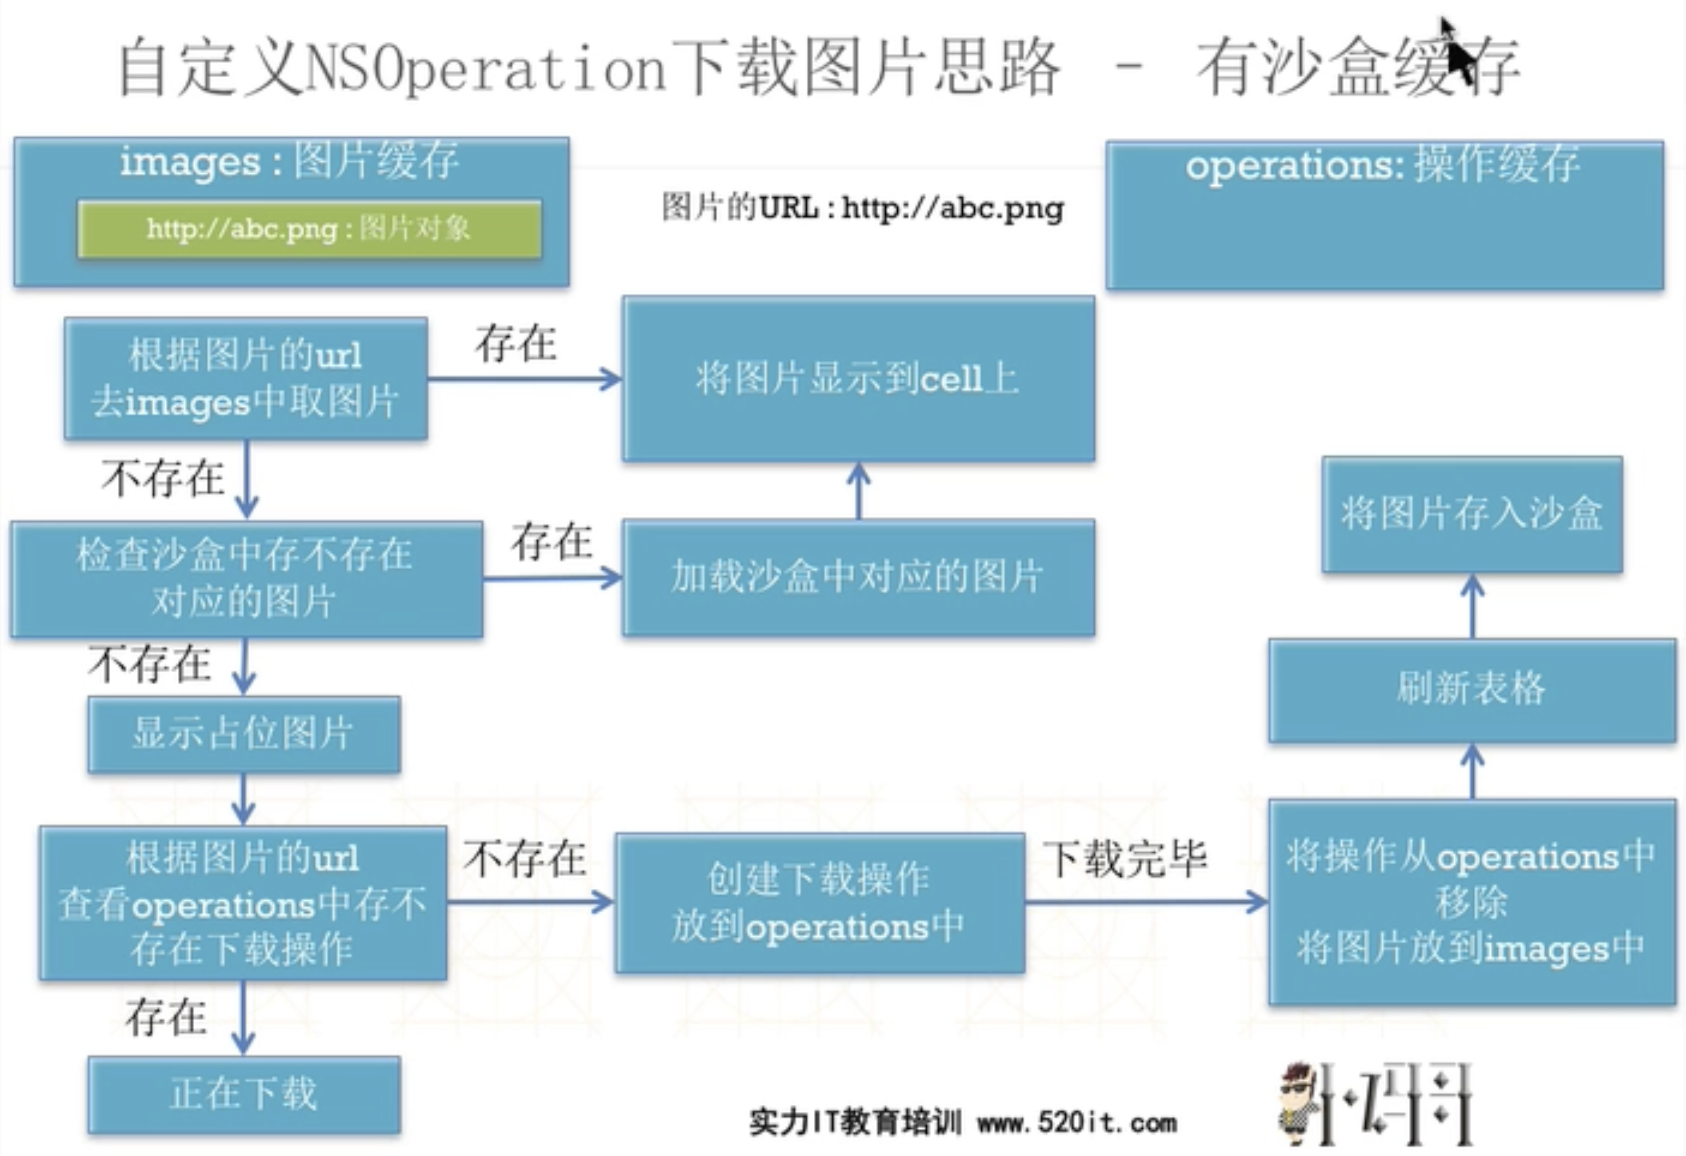 自定义NSOperation下载图片思路 - 有沙盒缓存
images : 图片缓存
http://abc.png : 图片对象
图片的URL : http://abc.png
operations: 操作缓存
根据图片的url
去images中取图片
存在
将图片显示到cell上
不存在
检查沙盒中存不存在
对应的图片
存在
加载沙盒中对应的图片
将图片存入沙盒
不存在
显示占位图片
刷新表格
根据图片的url
查看operations中存不
存在下载操作
不存在
创建下载操作
放到operations中
下载完毕
将操作从operations中
移除
将图片放到images中
存在
正在下载
实力IT教育培训 www.520it.com